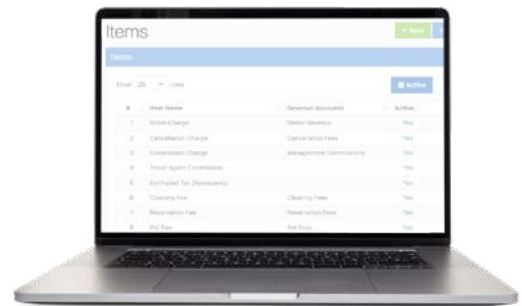 Items
+ New
Items
Show 25 rows
Active
# Item Name Revenue Accounts Active
1 Room Charge Rental Revenue Yes
2 Cancellation Charge Cancellation Fees Yes
3 Commission Charge Management Commissions Yes
4 Travel Agent Commission Yes
5 Estimated Tax Discrepancy Yes
6 Cleaning Fee Cleaning Fees Yes
7 Reservation Fee Reservation Fees Yes
8 Pet Fee Pet Fees Yes